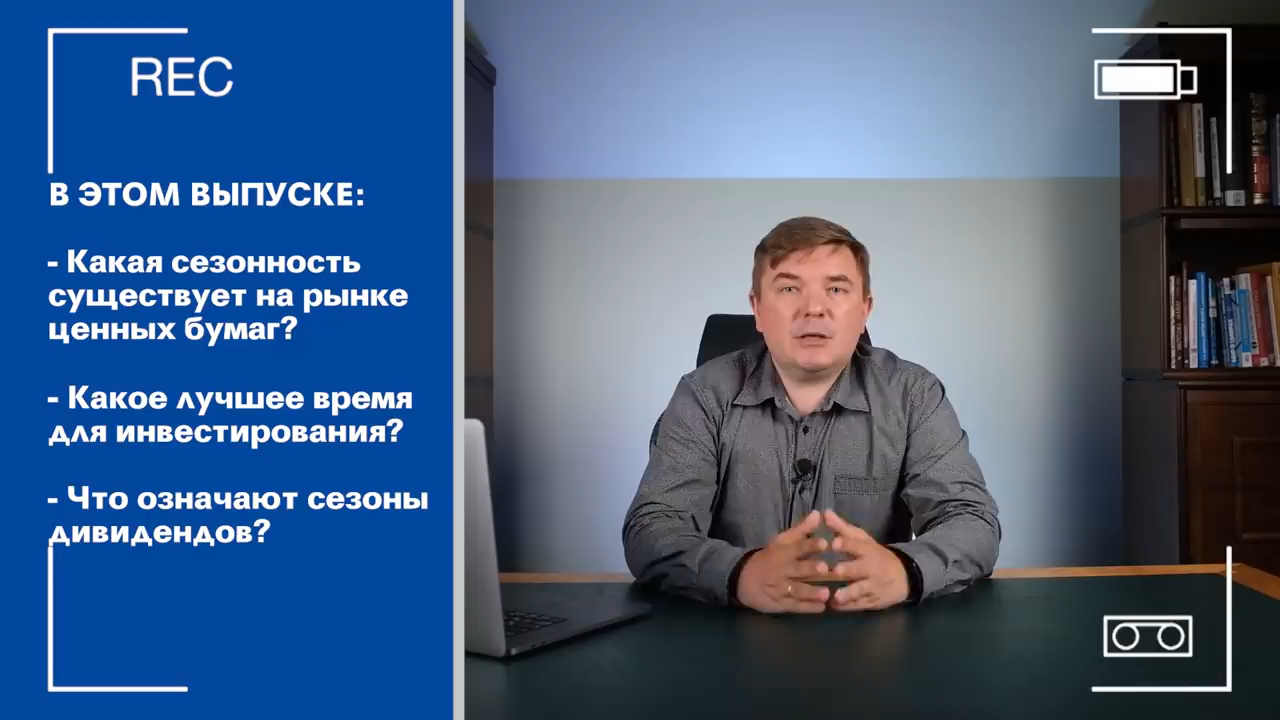 REC
В ЭТОМ ВЫПУСКЕ:
- Какая сезонность
существует на рынке
ценных бумаг?
- Какое лучшее время
для инвестирования?
- Что означают сезоны
дивидендов?